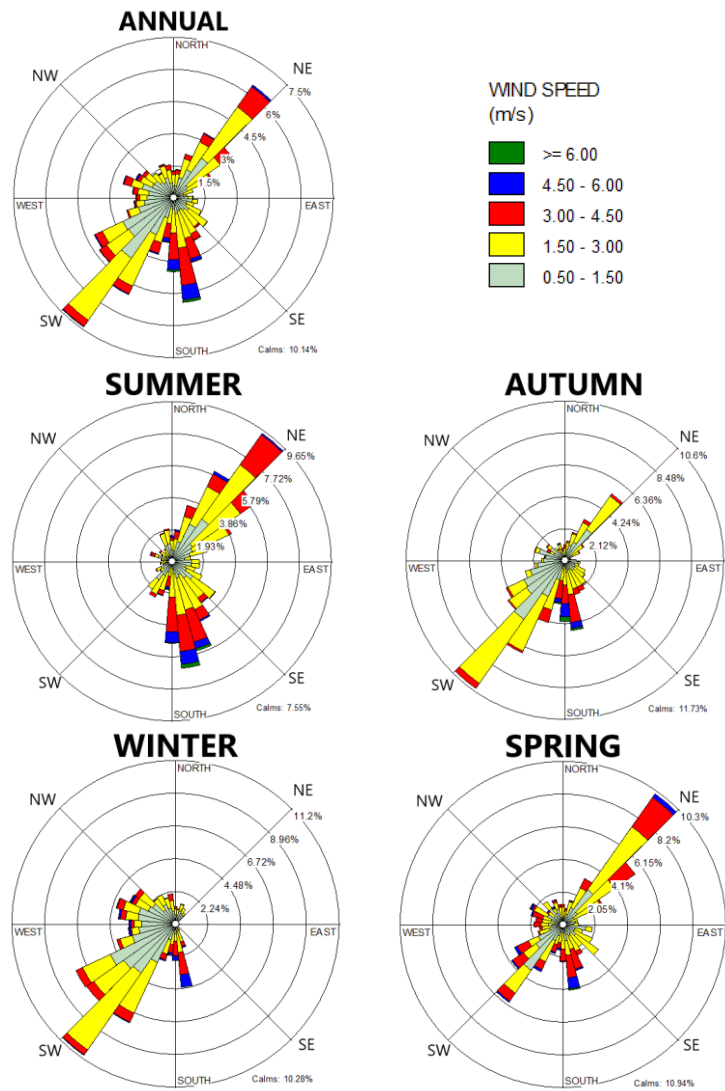 ANNUAL
NORTH
NW
NE
7.5%
6%
4.5%
3%
1.5%
WEST
EAST
SW
SE
SOUTH
Calms: 10.14%
WIND SPEED
(m/s)
>= 6.00
4.50 - 6.00
3.00 - 4.50
1.50 - 3.00
0.50 - 1.50
SUMMER
NORTH
NW
NE
9.65%
7.72%
5.79%
3.86%
1.93%
WEST
EAST
SW
SE
SOUTH
Calms: 7.55%
AUTUMN
NORTH
NW
NE
10.6%
8.48%
6.36%
4.24%
2.12%
WEST
EAST
SW
SE
SOUTH
Calms: 11.73%
WINTER
NORTH
NW
NE
11.2%
8.96%
6.72%
4.48%
2.24%
WEST
EAST
SW
SE
SOUTH
Calms: 10.28%
SPRING
NORTH
NW
NE
10.3%
8.2%
6.15%
4.1%
2.05%
WEST
EAST
SW
SE
SOUTH
Calms: 10.94%